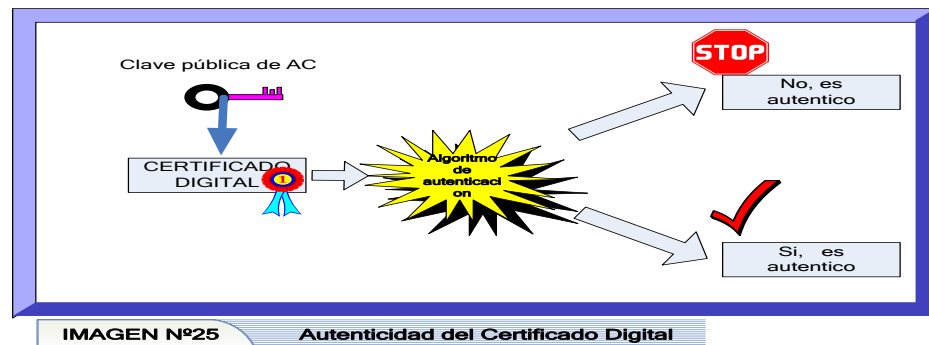 STOP
Clave pública de AC
No, es
autentico
CERTIFICADO
DIGITAL
1
Algoritmo
de
autenticaci
on
Si, es
autentico
IMAGEN Nº25 Autenticidad del Certificado Digital